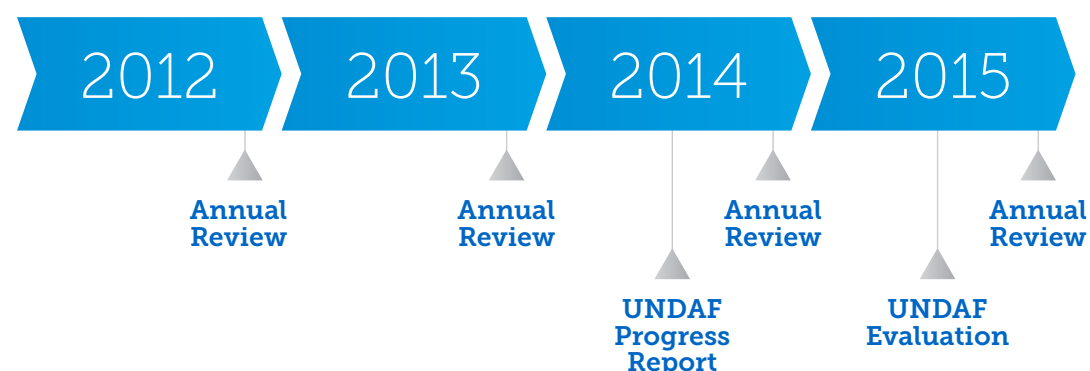 2012
2013
2014
2015
Annual
Review
Annual
Review
Annual
Review
Annual
Review
UNDAF
Progress
Report
UNDAF
Evaluation